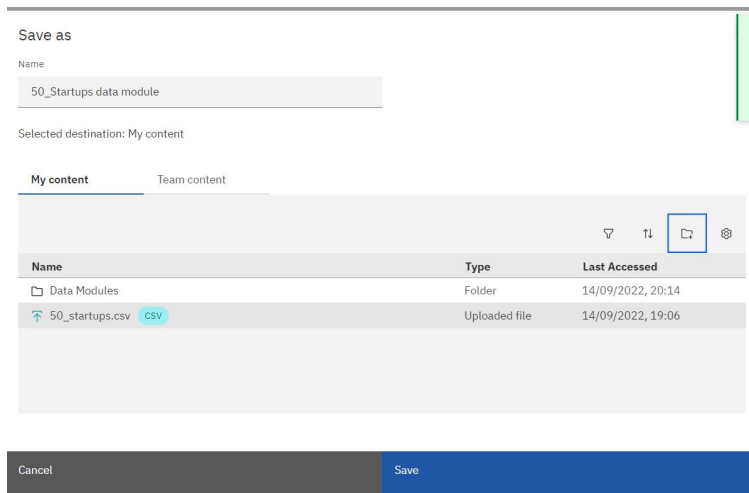 Save as
Name
50_Startups data module
Selected destination: My content
My content Team content
Name Type Last Accessed
Data Modules Folder 14/09/2022, 20:14
50_startups.csv CSV Uploaded file 14/09/2022, 19:06
Cancel Save